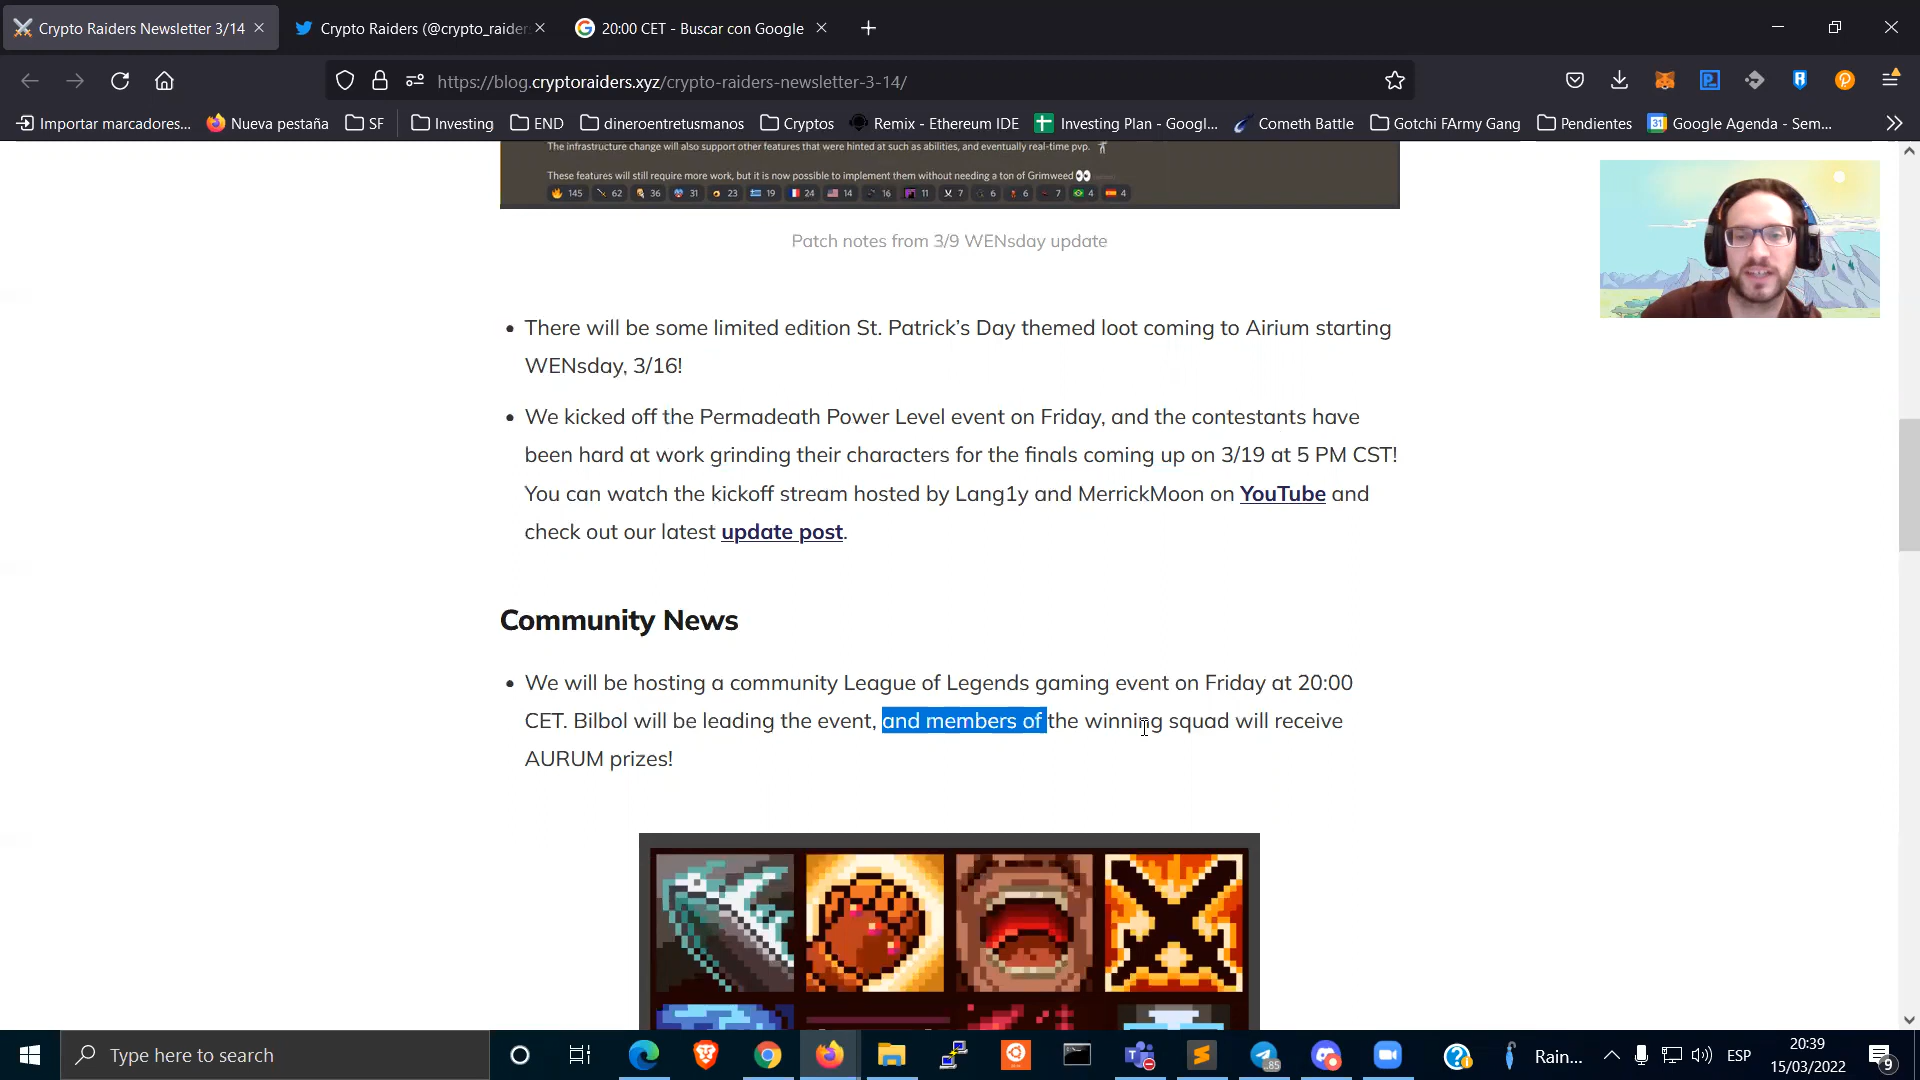 Crypto Raiders Newsletter 3/14
Crypto Raiders (@crypto_raider
20:00 CET - Buscar con Google
https://blog.cryptoraiders.xyz/crypto-raiders-newsletter-3-14/
Importar marcadores...
Nueva pestaña
SF
Investing
END
dineroentretusmanos
Cryptos
Remix - Ethereum IDE
Investing Plan - Googl...
Cometh Battle
Gotchi FArmy Gang
Pendientes
31
Google Agenda - Sem...
The infrastructure change will also support other features that were hinted at such as abilities, and eventually real-time pvp.
These features will still require more work, but it is now possible to implement them without needing a ton of Grimweed
145 62 36 31 23 19 24 14 16 11 7 6 6 7 4 4
Patch notes from 3/9 WENsday update
• There will be some limited edition St. Patrick’s Day themed loot coming to Airium starting
WENsday, 3/16!
• We kicked off the Permadeath Power Level event on Friday, and the contestants have
been hard at work grinding their characters for the finals coming up on 3/19 at 5 PM CST!
You can watch the kickoff stream hosted by Lang1y and MerrickMoon on YouTube and
check out our latest update post.
Community News
• We will be hosting a community League of Legends gaming event on Friday at 20:00
CET. Bilbol will be leading the event, and members of the winning squad will receive
AURUM prizes!
Type here to search
85
Rain...
ESP
20:39
15/03/2022
9